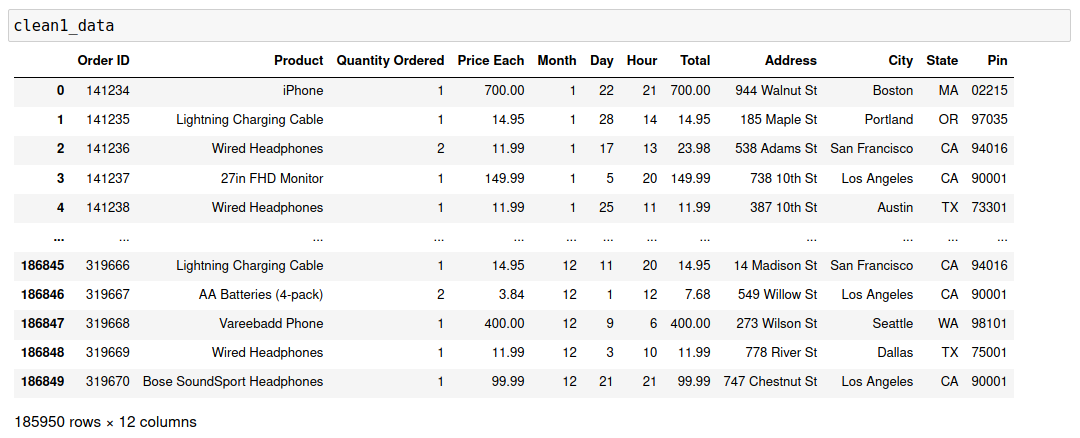 clean1_data
Order ID Product Quantity Ordered Price Each Month Day Hour Total Address City State Pin
0 141234 iPhone 1 700.00 1 22 21 700.00 944 Walnut St Boston MA 02215
1 141235 Lightning Charging Cable 1 14.95 1 28 14 14.95 185 Maple St Portland OR 97035
2 141236 Wired Headphones 2 11.99 1 17 13 23.98 538 Adams St San Francisco CA 94016
3 141237 27in FHD Monitor 1 149.99 1 5 20 149.99 738 10th St Los Angeles CA 90001
4 141238 Wired Headphones 1 11.99 1 25 11 11.99 387 10th St Austin TX 73301
... ... ... ... ... ... ... ... ... ... ... ... ...
186845 319666 Lightning Charging Cable 1 14.95 12 11 20 14.95 14 Madison St San Francisco CA 94016
186846 319667 AA Batteries (4-pack) 2 3.84 12 1 12 7.68 549 Willow St Los Angeles CA 90001
186847 319668 Vareebadd Phone 1 400.00 12 9 6 400.00 273 Wilson St Seattle WA 98101
186848 319669 Wired Headphones 1 11.99 12 3 10 11.99 778 River St Dallas TX 75001
186849 319670 Bose SoundSport Headphones 1 99.99 12 21 21 99.99 747 Chestnut St Los Angeles CA 90001
185950 rows × 12 columns